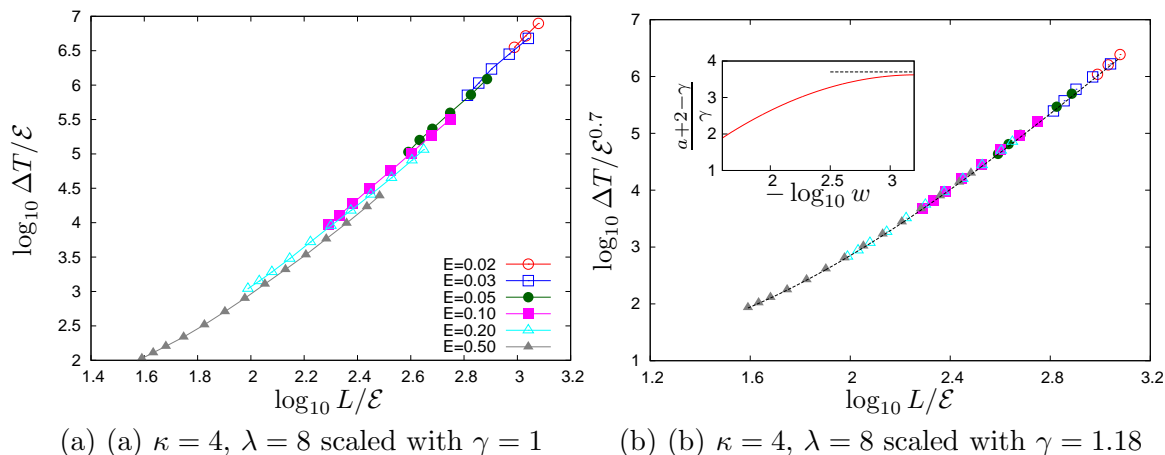 7
6.5
6
5.5
5
4.5
4
3.5
3
2.5
2
log₁₀ ΔT/ℰ
1.4 1.6 1.8 2 2.2 2.4 2.6 2.8 3 3.2
log₁₀ L/ℰ
E=0.02
E=0.03
E=0.05
E=0.10
E=0.20
E=0.50
(a) (a) κ = 4, λ = 8 scaled with γ = 1
7
6
5
4
3
2
1
log₁₀ ΔT/ℰ⁰·⁷
4
3
2
1
(a+2−γ)/γ
2 2.5 3
− log₁₀ w
1.2 1.6 2 2.4 2.8 3.2
log₁₀ L/ℰ
(b) (b) κ = 4, λ = 8 scaled with γ = 1.18